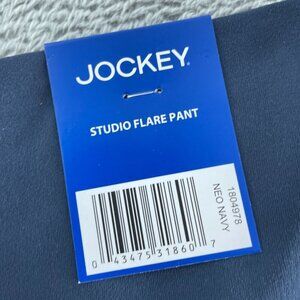 JOCKEY®
STUDIO FLARE PANT
1804978
NEO NAVY
0 43475 31860 7